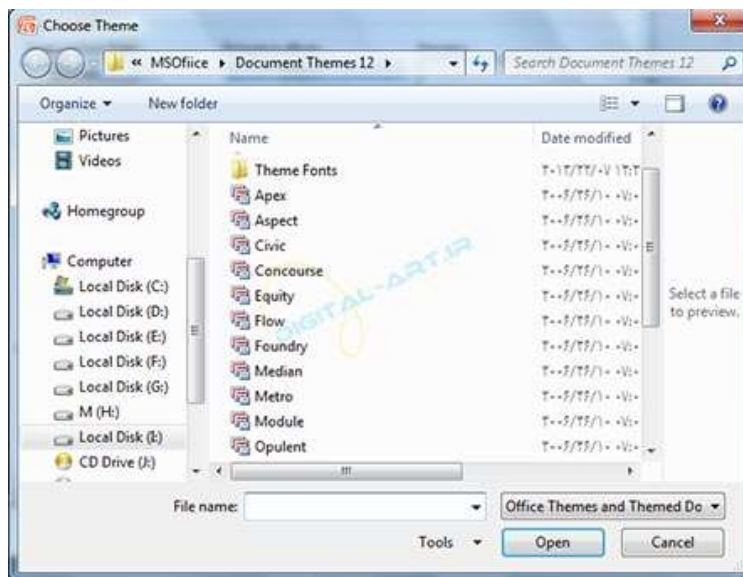 Choose Theme
« MSOfiice ▸ Document Themes 12 ▸
Search Document Themes 12
Organize
New folder
Pictures
Videos
Homegroup
Computer
Local Disk (C:)
Local Disk (D:)
Local Disk (E:)
Local Disk (F:)
Local Disk (G:)
M (H:)
Local Disk (I:)
CD Drive (J:)
Name
Date modified
Theme Fonts
Apex
Aspect
Civic
Concourse
Equity
Flow
Foundry
Median
Metro
Module
Opulent
Select a file
to preview.
DIGITAL-ART.IR
File name:
Office Themes and Themed Do
Tools
Open
Cancel